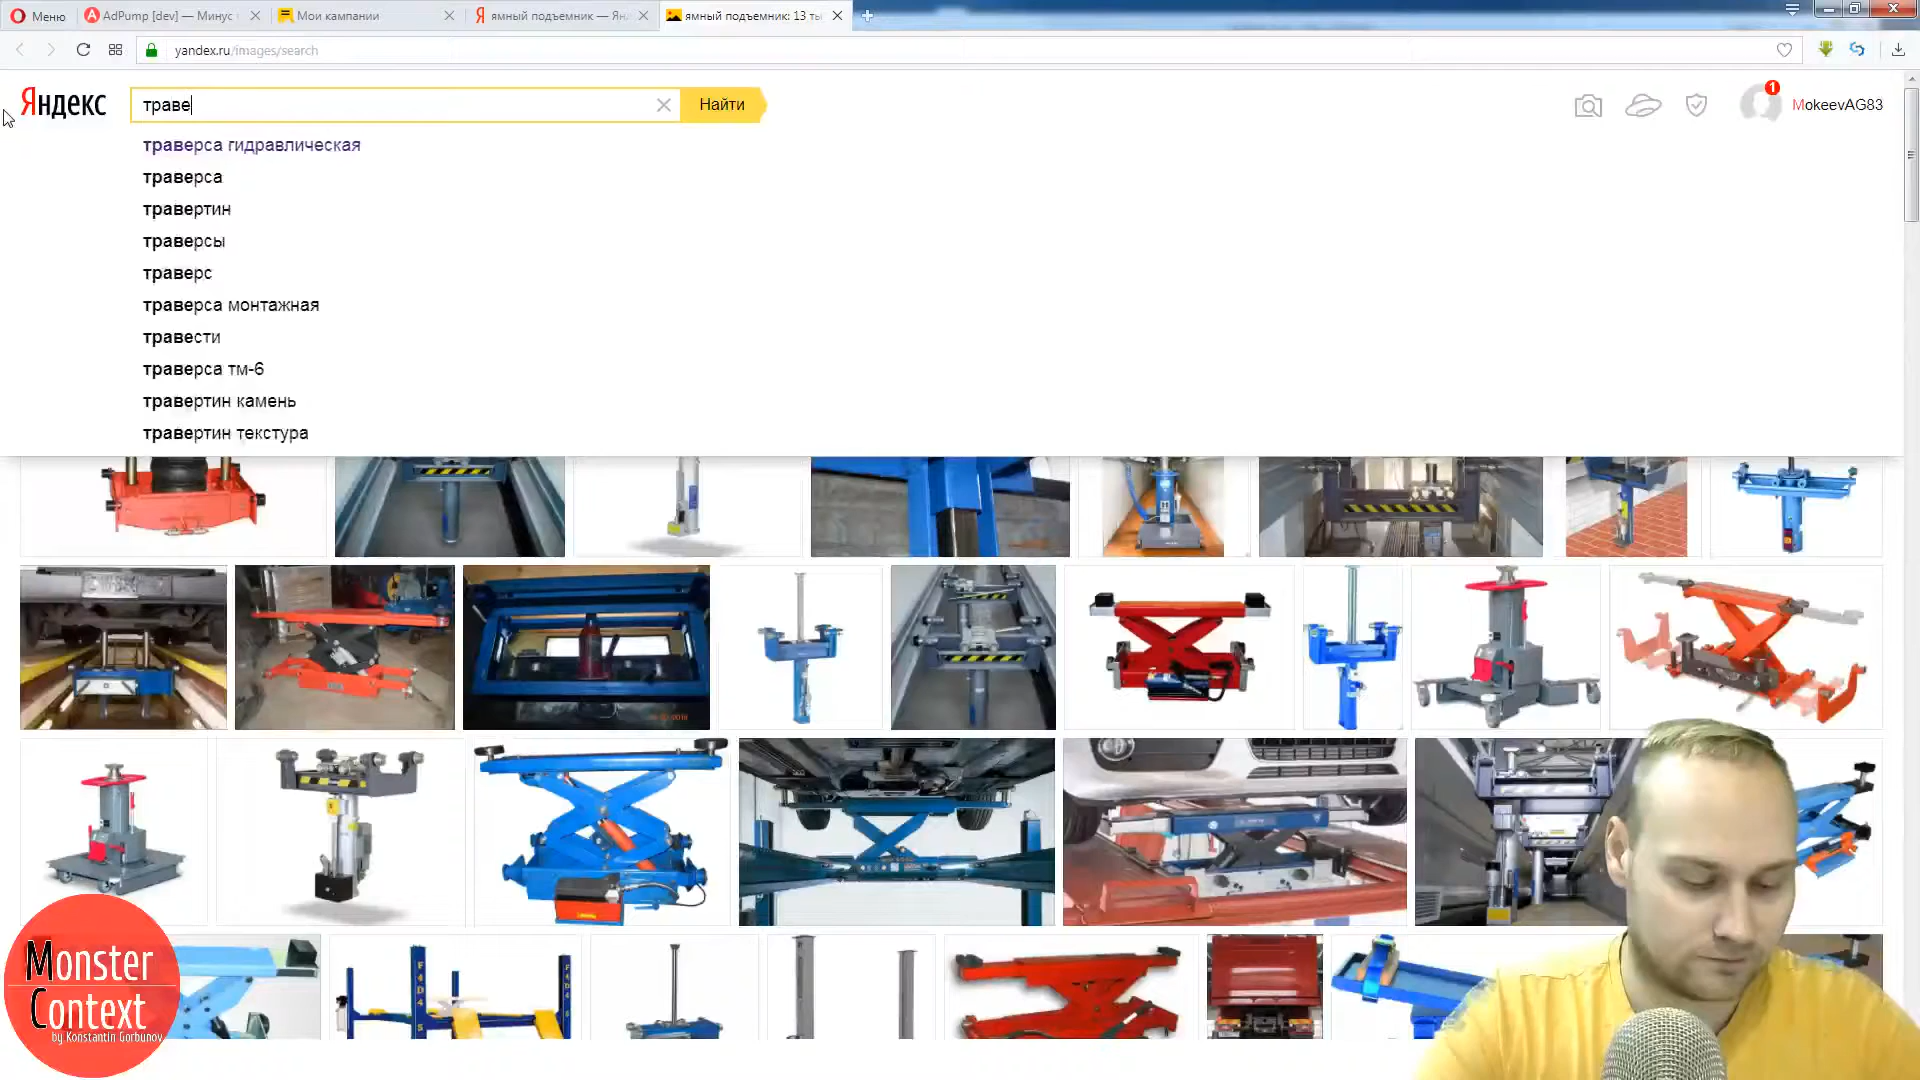 Меню
AdPump [dev] — Минус
Мои кампании
ямный подъемник — Ян
ямный подъемник: 13 ты
yandex.ru/images/search
Яндекс
траве
Найти
1
MokeevAG83
траверса гидравлическая
траверса
травертин
траверсы
траверс
траверса монтажная
травести
траверса тм-6
травертин камень
травертин текстура
Monster
Context
by Konstantin Gorbunov